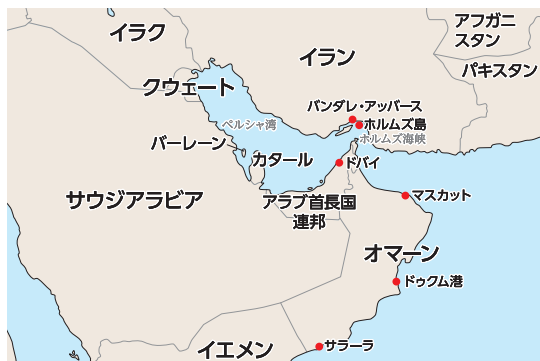 イラク
イラン
アフガニ
スタン
パキスタン
クウェート
バンダレ・アッバース
ペルシャ湾
ホルムズ島
ホルムズ海峡
バーレーン
カタール
ドバイ
サウジアラビア
アラブ首長国
連邦
マスカット
オマーン
ドゥクム港
イエメン
サラーラ